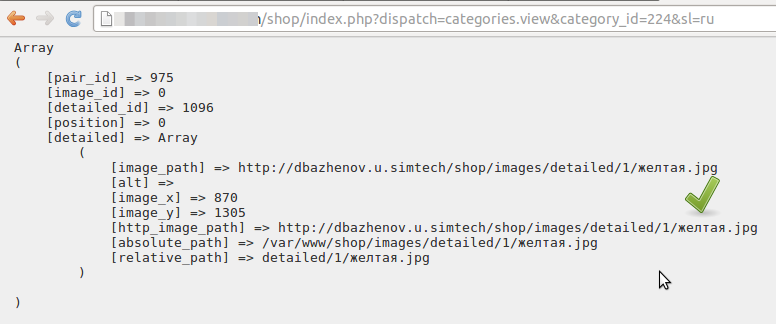 /shop/index.php?dispatch=categories.view&category_id=224&sl=ru
Array
(
    [pair_id] => 975
    [image_id] => 0
    [detailed_id] => 1096
    [position] => 0
    [detailed] => Array
        (
            [image_path] => http://dbazhenov.u.simtech/shop/images/detailed/1/желтая.jpg
            [alt] =>
            [image_x] => 870
            [image_y] => 1305
            [http_image_path] => http://dbazhenov.u.simtech/shop/images/detailed/1/желтая.jpg
            [absolute_path] => /var/www/shop/images/detailed/1/желтая.jpg
            [relative_path] => detailed/1/желтая.jpg
        )
)